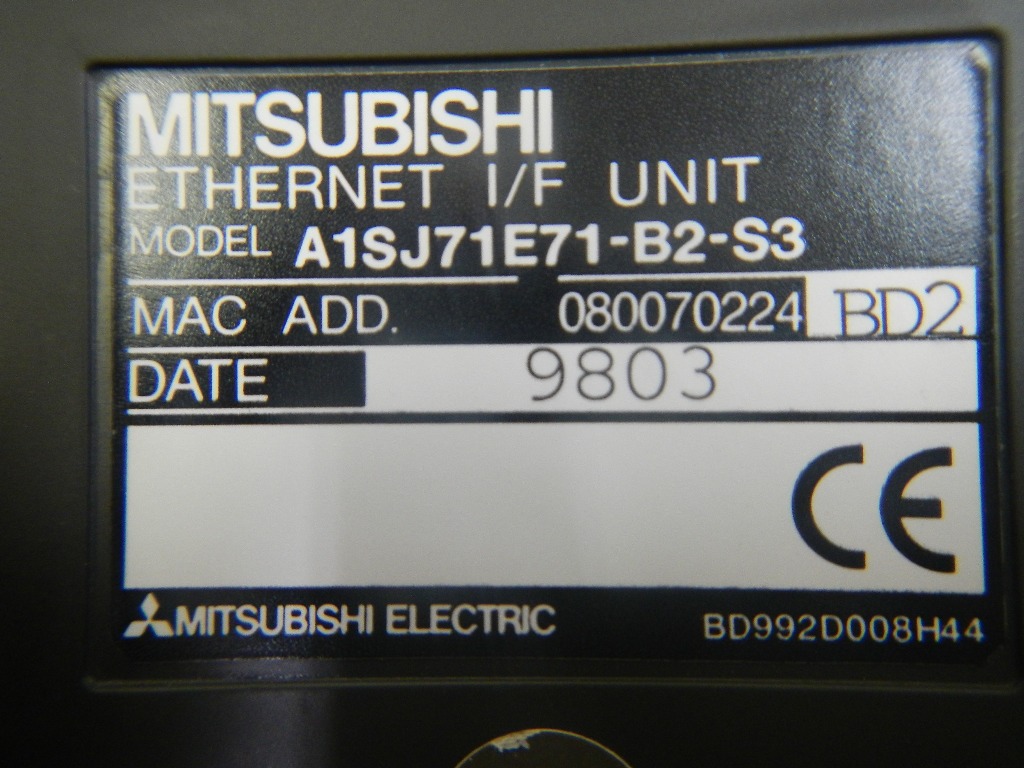 MITSUBISHI
ETHERNET I/F UNIT
MODEL A1SJ71E71-B2-S3
MAC ADD. 080070224 BD2
DATE 9803
CE
MITSUBISHI ELECTRIC BD992D008H44